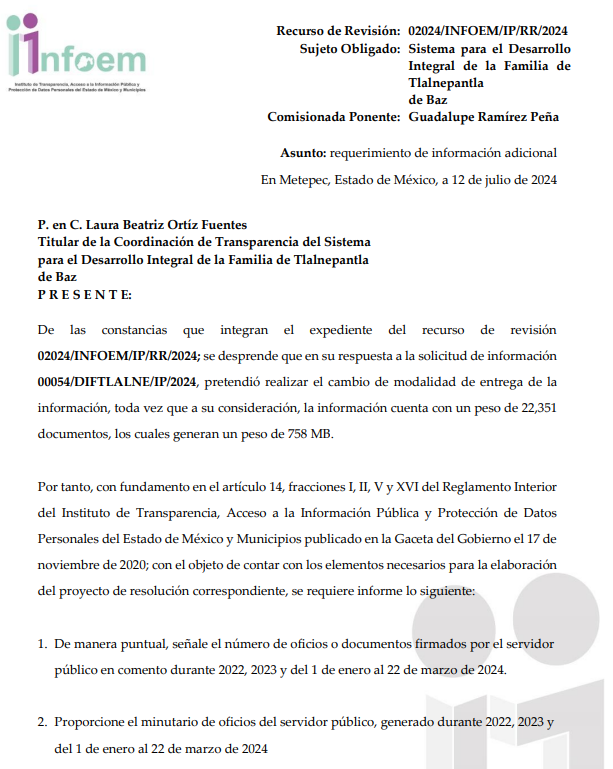 infoem
Instituto de Transparencia, Acceso a la Información Pública y
Protección de Datos Personales del Estado de México y Municipios
Recurso de Revisión: 02024/INFOEM/IP/RR/2024
Sujeto Obligado: Sistema para el Desarrollo
Integral de la Familia de
Tlalnepantla
de Baz
Comisionada Ponente: Guadalupe Ramírez Peña
Asunto: requerimiento de información adicional
En Metepec, Estado de México, a 12 de julio de 2024
P. en C. Laura Beatriz Ortíz Fuentes
Titular de la Coordinación de Transparencia del Sistema
para el Desarrollo Integral de la Familia de Tlalnepantla
de Baz
P R E S E N T E:
De las constancias que integran el expediente del recurso de revisión
02024/INFOEM/IP/RR/2024; se desprende que en su respuesta a la solicitud de información
00054/DIFTLALNE/IP/2024, pretendió realizar el cambio de modalidad de entrega de la
información, toda vez que a su consideración, la información cuenta con un peso de 22,351
documentos, los cuales generan un peso de 758 MB.
Por tanto, con fundamento en el artículo 14, fracciones I, II, V y XVI del Reglamento Interior
del Instituto de Transparencia, Acceso a la Información Pública y Protección de Datos
Personales del Estado de México y Municipios publicado en la Gaceta del Gobierno el 17 de
noviembre de 2020; con el objeto de contar con los elementos necesarios para la elaboración
del proyecto de resolución correspondiente, se requiere informe lo siguiente:
1. De manera puntual, señale el número de oficios o documentos firmados por el servidor
público en comento durante 2022, 2023 y del 1 de enero al 22 de marzo de 2024.
2. Proporcione el minutario de oficios del servidor público, generado durante 2022, 2023 y
del 1 de enero al 22 de marzo de 2024